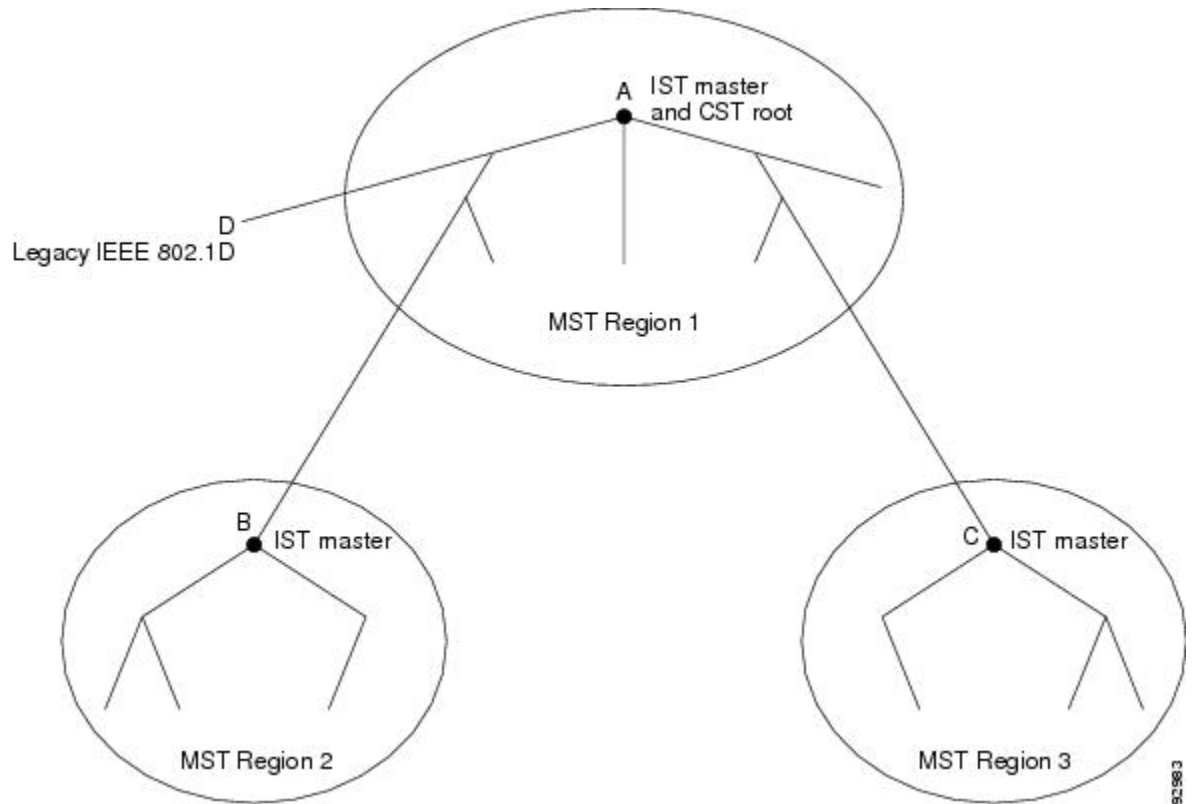 A
IST master
and CST root
D
Legacy IEEE 802.1D
MST Region 1
B
IST master
C
IST master
MST Region 2
MST Region 3
92983